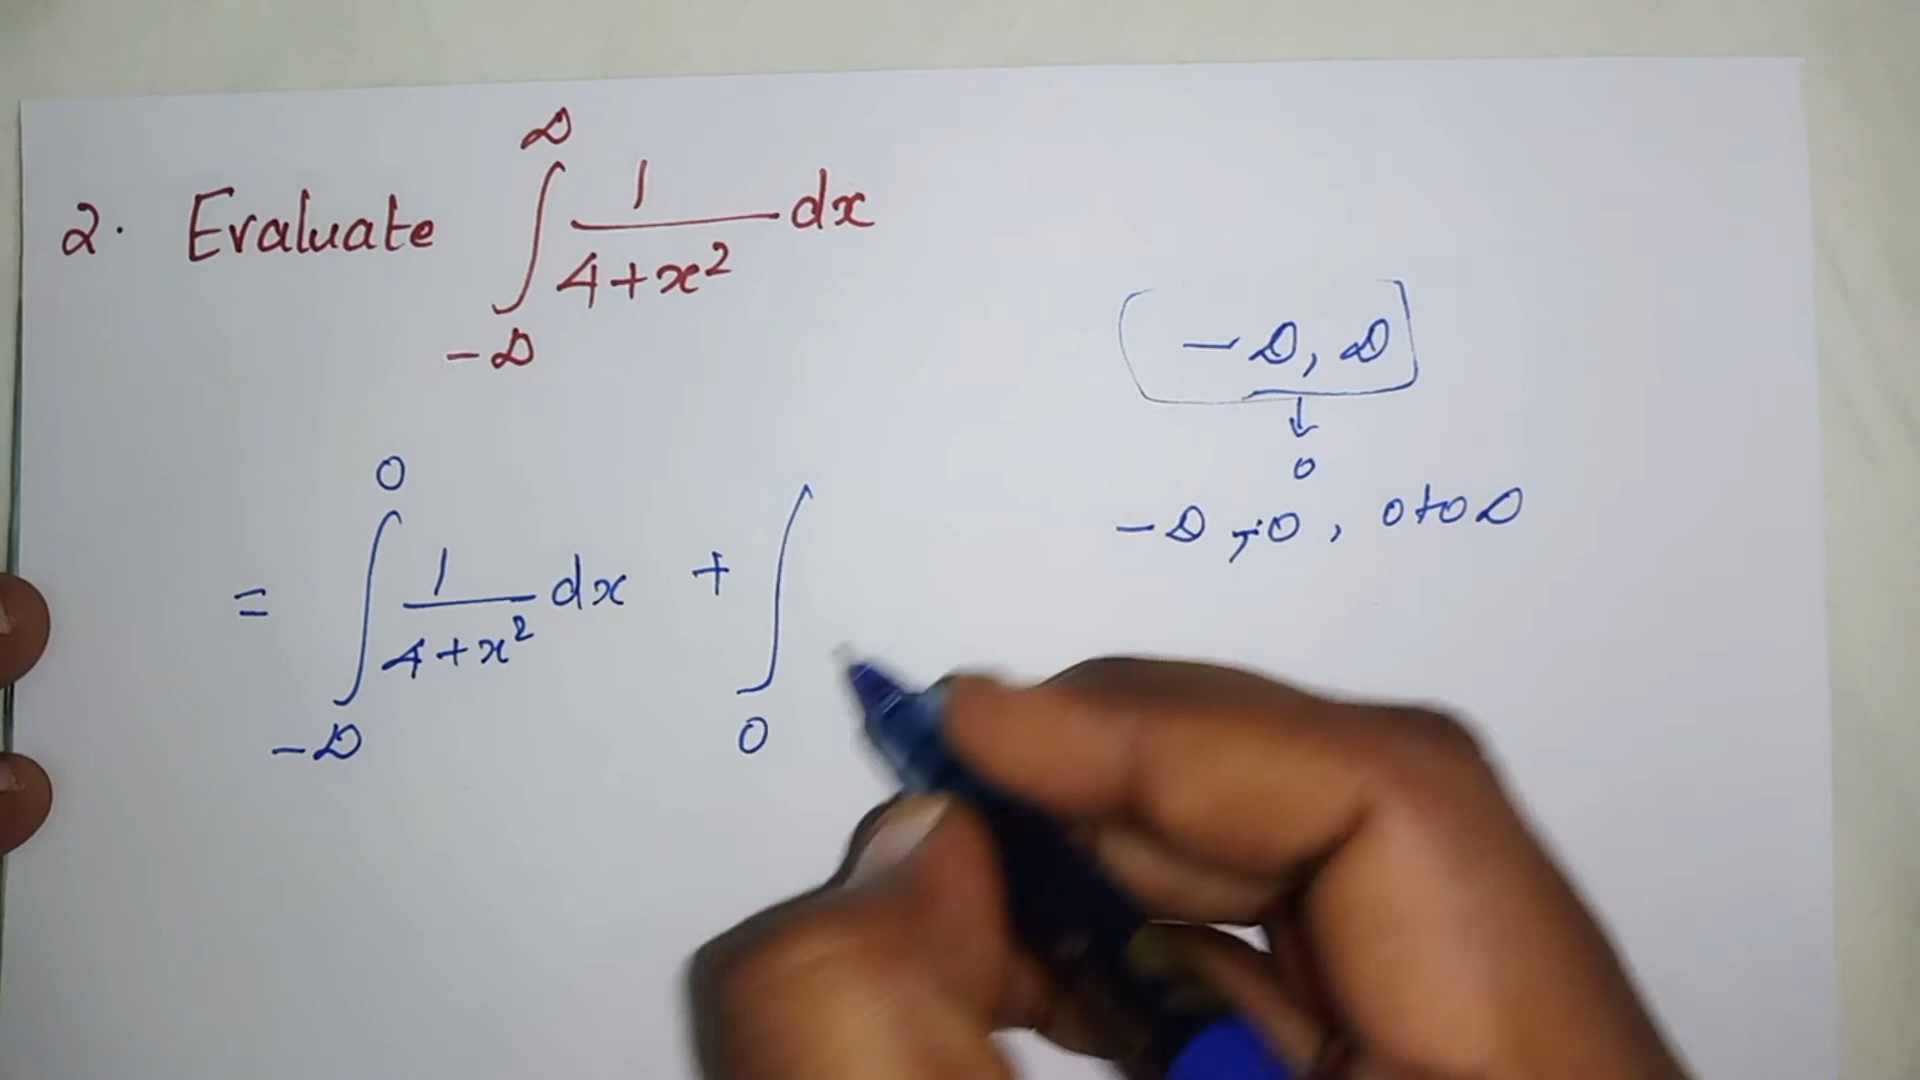 2. Evaluate ∫_{-∞}^{∞} 1/(4+x²) dx
(-∞, ∞]
↓
0
-∞ to 0, 0 to ∞
= ∫_{-∞}^{0} 1/(4+x²) dx + ∫_{0}